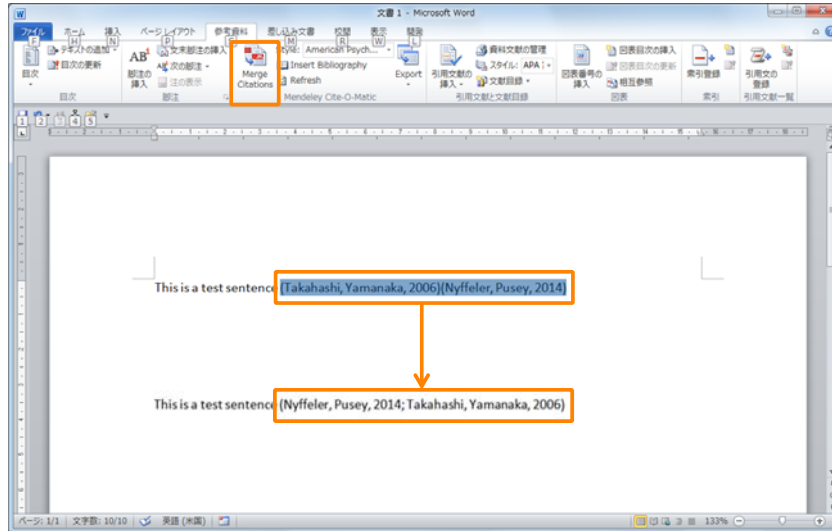 文書 1 - Microsoft Word
ファイル ホーム 挿入 ページ レイアウト 参考資料 差し込み文書 校閲 表示 開発
F H N P S M R W L
目次
テキストの追加
目次の更新
目次
AB¹
脚注の挿入
文末脚注の挿入
次の脚注
注の表示
脚注
Merge Citations
Style: American Psych...
Insert Bibliography
Refresh
Export
Mendeley Cite-O-Matic
引用文献の挿入
資料文献の管理
スタイル: APA
文献目録
引用文献と文献目録
図表番号の挿入
図表目次の挿入
図表目次の更新
相互参照
図表
索引登録
索引
引用文の登録
引用文献一覧
1 2 3 4 5
This is a test sentence (Takahashi, Yamanaka, 2006)(Nyffeler, Pusey, 2014)
This is a test sentence (Nyffeler, Pusey, 2014; Takahashi, Yamanaka, 2006)
ページ: 1/1 文字数: 10/10 英語 (米国) 133%